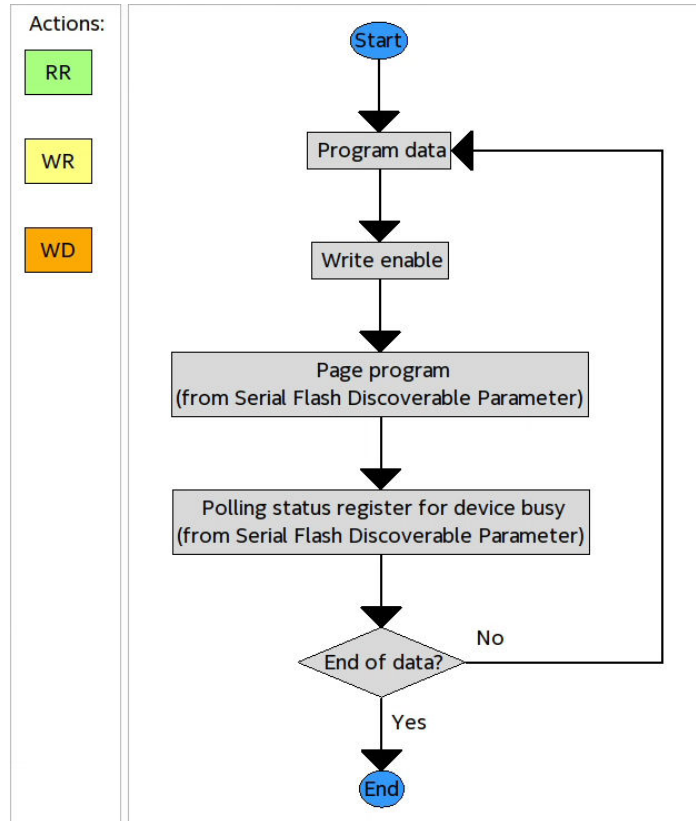 Actions:
RR
WR
WD
Start
Program data
Write enable
Page program
(from Serial Flash Discoverable Parameter)
Polling status register for device busy
(from Serial Flash Discoverable Parameter)
End of data?
No
Yes
End